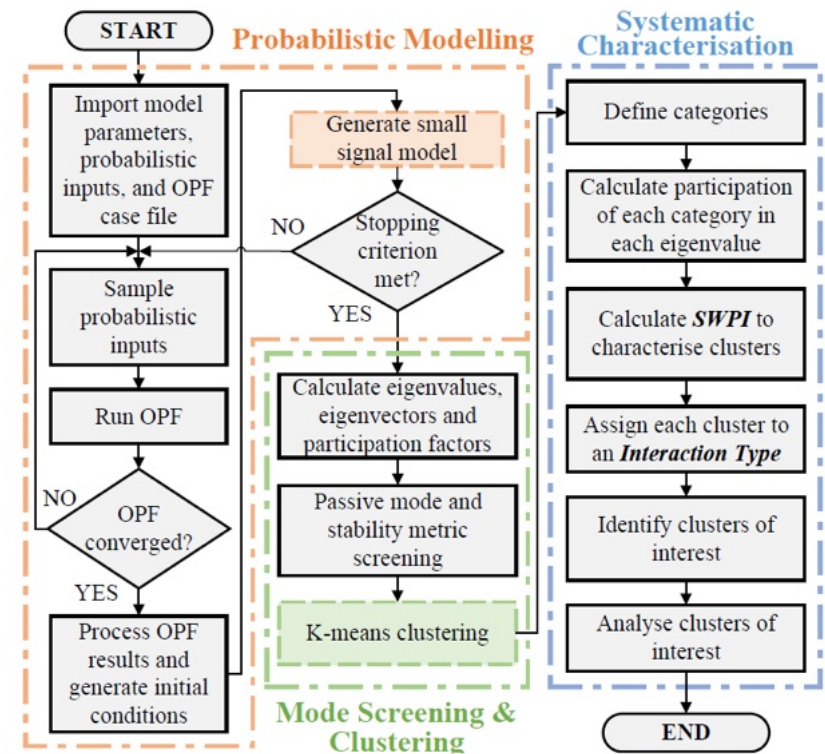 START
Probabilistic Modelling
Import model
parameters,
probabilistic
inputs, and OPF
case file
Sample
probabilistic
inputs
Run OPF
NO
OPF
converged?
YES
Process OPF
results and
generate initial
conditions
Generate small
signal model
NO
Stopping
criterion
met?
YES
Calculate eigenvalues,
eigenvectors and
participation factors
Passive mode and
stability metric
screening
K-means clustering
Mode Screening &
Clustering
Systematic
Characterisation
Define categories
Calculate participation
of each category in
each eigenvalue
Calculate SWPI to
characterise clusters
Assign each cluster to
an Interaction Type
Identify clusters of
interest
Analyse clusters of
interest
END